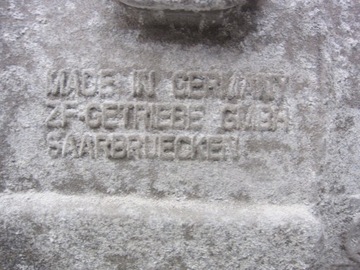 MADE IN GERMANY
ZF-GETRIEBE GMBH
SAARBRUECKEN